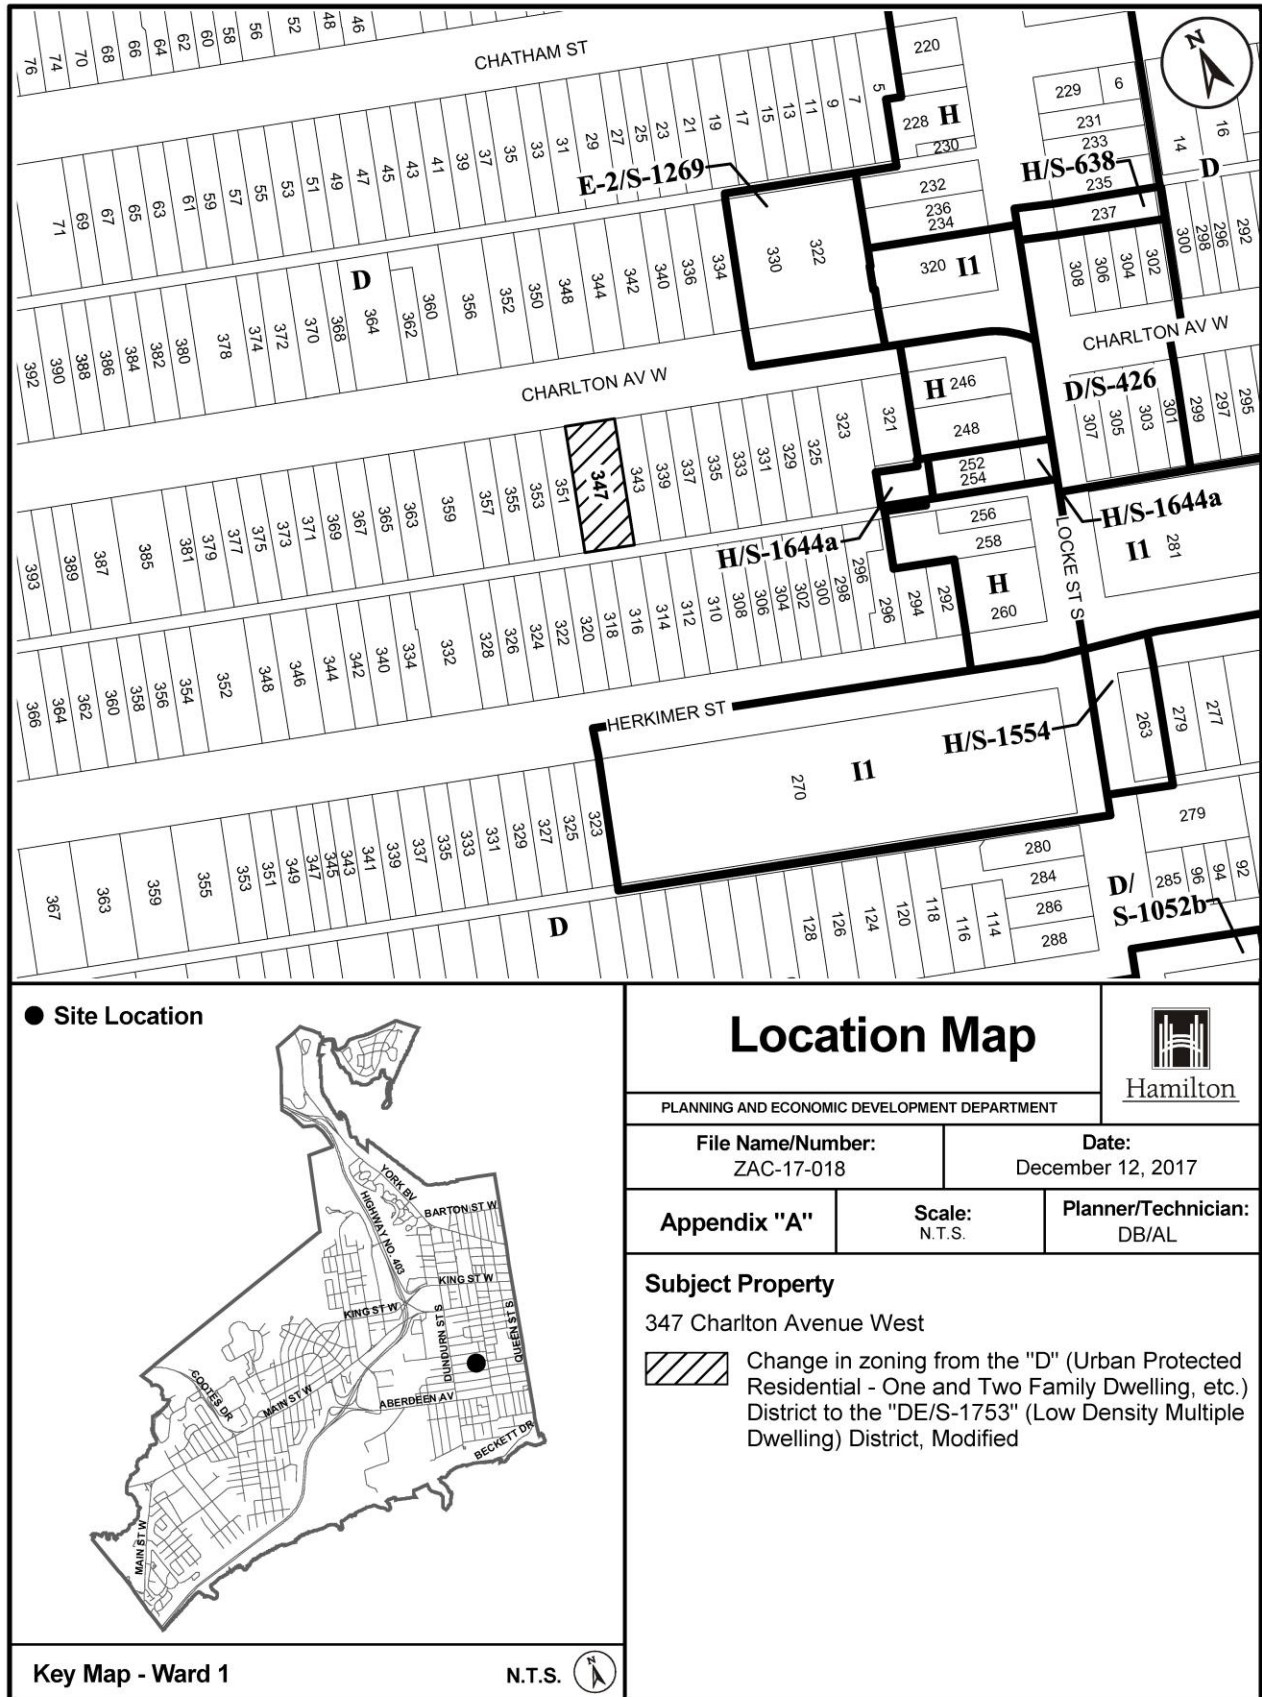 76 74 70 68 66 64 62 60 58 56 52 48 46
CHATHAM ST
220
229 6
228 H
230
231
233
14
16
71 69 67 65 63 61 59 57 55 53 51 49 47 45 43 41 39 37 35 33 31 29 27 25 23 21 19 17 15 13 11 9 7 5
E-2/S-1269
232
236
234
H/S-638
235
237
D
392 390 388 386 384 382 380 378 374 372 370 368 364 362 360 356 352 350 348 344 342 340 336 334 330 322
D
320 I1
308 306 304 302 300 298 296 292
CHARLTON AV W
CHARLTON AV W
H 246
248
D/S-426
307 305 303 301 299 297 295
393 389 387 385 381 379 377 375 373 371 369 367 365 363 359 357 355 353 351 347 343 339 337 335 333 331 329 325 323 321
252
254
H/S-1644a
H/S-1644a
256
258
H
260
LOCKE ST S
I1 281
366 364 362 360 358 356 354 352 348 346 344 342 340 334 332 328 326 324 322 320 318 316 314 312 310 308 306 304 302 300 298 296 296 294 292
HERKIMER ST
H/S-1554
263 279 277
270 I1
367 363 359 355 353 351 349 347 345 343 341 339 337 335 333 331 329 327 325 323
279
280
284
286
288
285 96 94 92
D
128 126 124 120 118 116 114
D/
S-1052b
Site Location
YORK BV
BARTON ST W
HIGHWAY NO. 403
KING ST W
KING ST W
DUNDURN ST S
QUEEN ST S
COOTES DR
MAIN ST W
ABERDEEN AV
BECKETT DR
MAIN ST W
Key Map - Ward 1
N.T.S.
N
N
Location Map
Hamilton
PLANNING AND ECONOMIC DEVELOPMENT DEPARTMENT
File Name/Number:
ZAC-17-018
Date:
December 12, 2017
Appendix "A"
Scale:
N.T.S.
Planner/Technician:
DB/AL
Subject Property
347 Charlton Avenue West
Change in zoning from the "D" (Urban Protected
Residential - One and Two Family Dwelling, etc.)
District to the "DE/S-1753" (Low Density Multiple
Dwelling) District, Modified